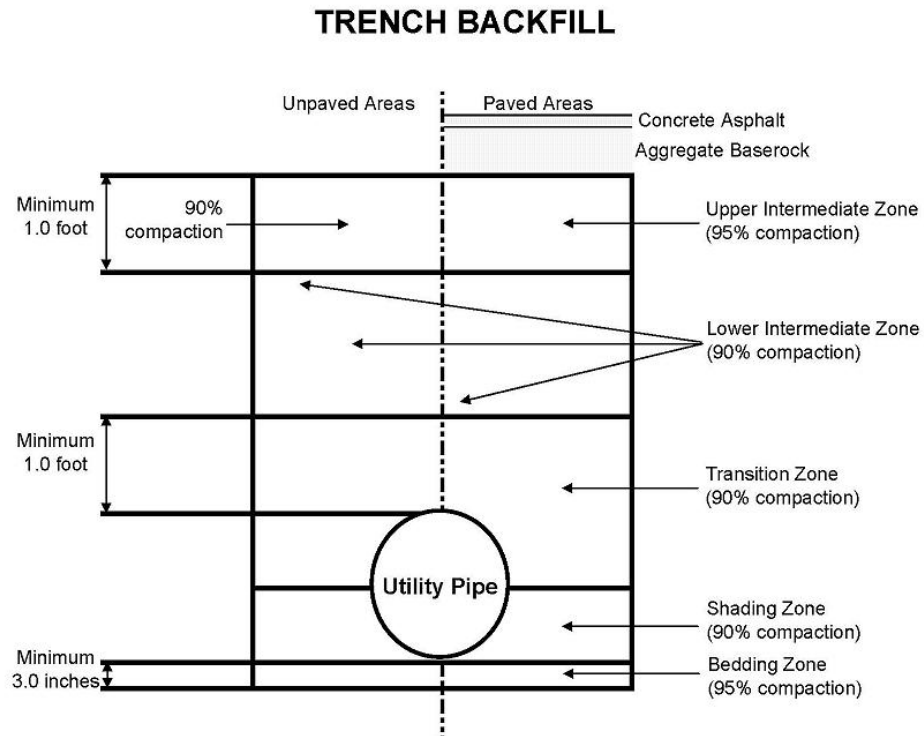 TRENCH BACKFILL
Unpaved Areas
Paved Areas
Concrete Asphalt
Aggregate Baserock
Minimum
1.0 foot
90%
compaction
Upper Intermediate Zone
(95% compaction)
Lower Intermediate Zone
(90% compaction)
Minimum
1.0 foot
Transition Zone
(90% compaction)
Utility Pipe
Shading Zone
(90% compaction)
Minimum
3.0 inches
Bedding Zone
(95% compaction)